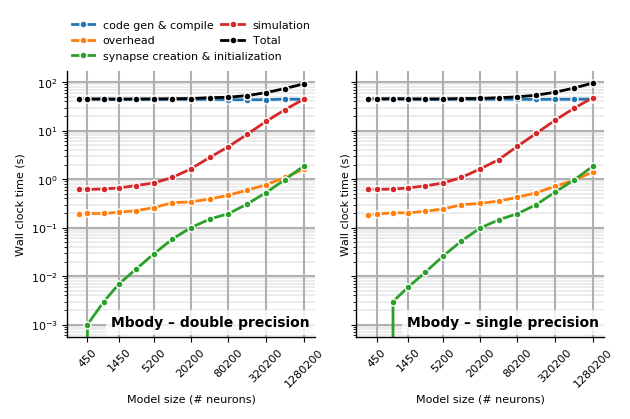 code gen & compile
overhead
synapse creation & initialization
simulation
Total
Wall clock time (s)
10²
10¹
10⁰
10⁻¹
10⁻²
10⁻³
Mbody – double precision
450
1450
5200
20200
80200
320200
1280200
Model size (# neurons)
Wall clock time (s)
Mbody – single precision
450
1450
5200
20200
80200
320200
1280200
Model size (# neurons)